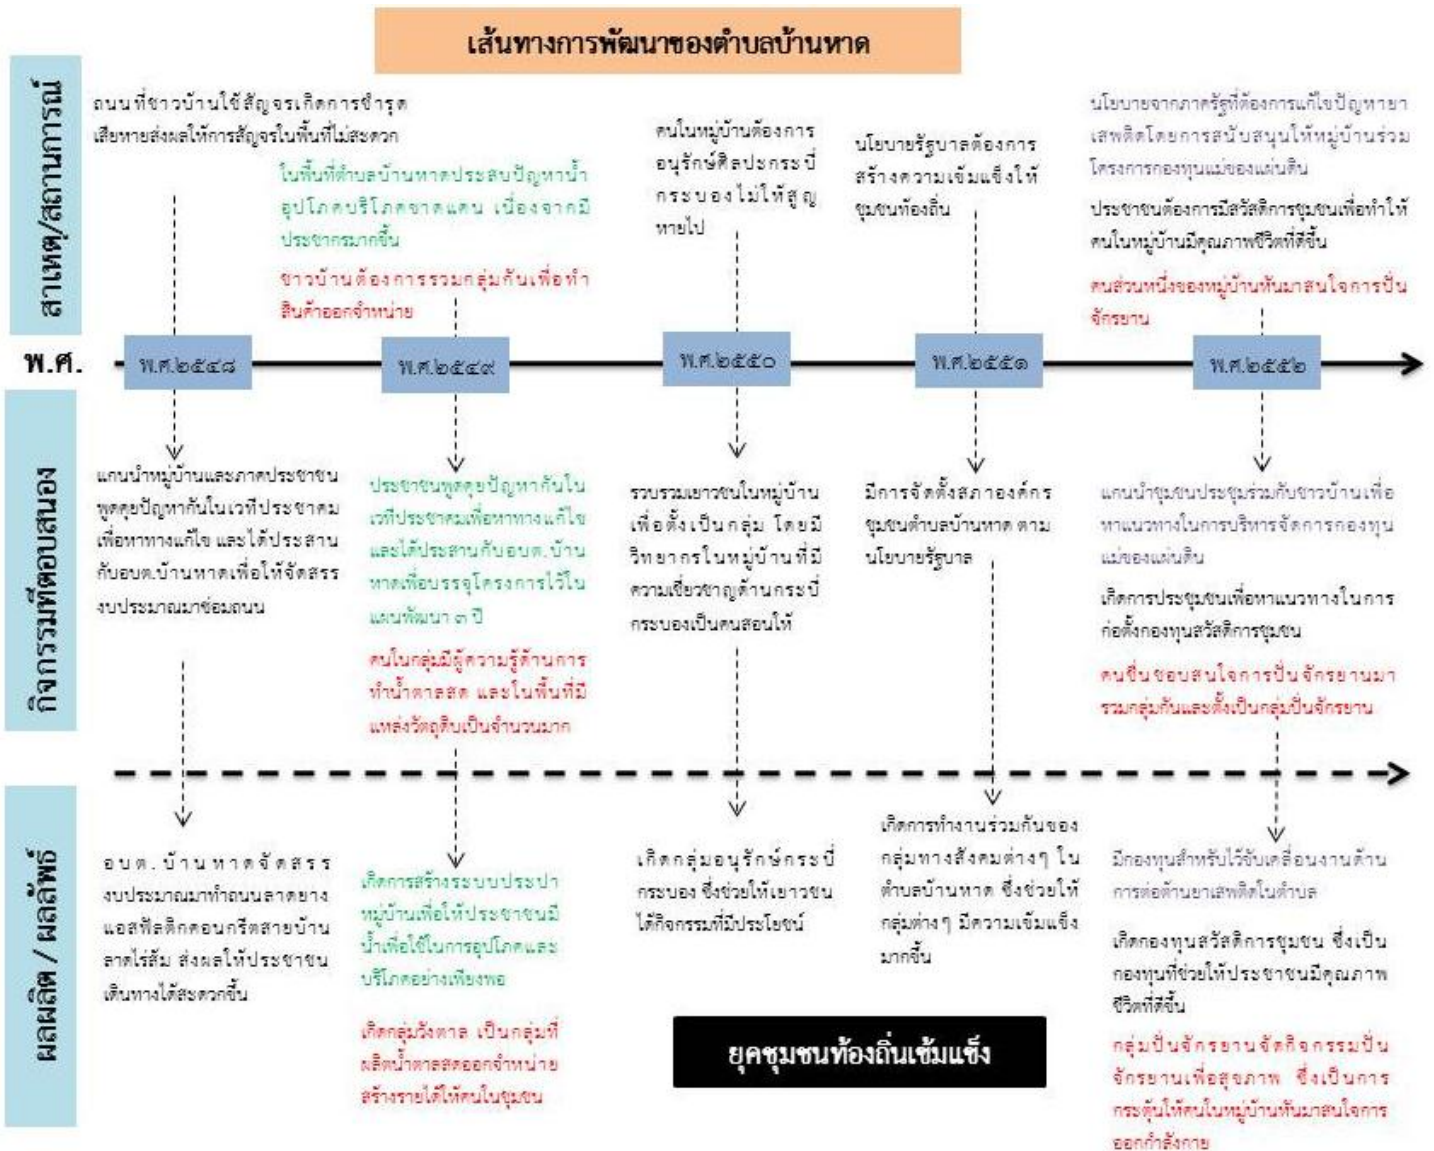 เส้นทางการพัฒนาของตำบลบ้านหาด
สาเหตุ/สถานการณ์
ถนนที่ชาวบ้านใช้สัญจรเกิดการชำรุด
เสียหายส่งผลให้การสัญจรในพื้นที่ไม่สะดวก
ในพื้นที่ตำบลบ้านหาดประสบปัญหาน้ำ
อุปโภคบริโภคขาดแคน เนื่องจากมี
ประชากรมากขึ้น
ชาวบ้านต้องการรวมกลุ่มกันเพื่อทำ
สินค้าออกจำหน่าย
คนในหมู่บ้านต้องการ
อนุรักษ์ศิลปะกระบี่
กระบองไม่ให้สูญ
หายไป
นโยบายรัฐบาลต้องการ
สร้างความเข้มแข็งให้
ชุมชนท้องถิ่น
นโยบายจากภาครัฐที่ต้องการแก้ไขปัญหายา
เสพติดโดยการสนับสนุนให้หมู่บ้านร่วม
โครงการกองทุนแม่ของแผ่นดิน
ประชาชนต้องการมีสวัสดิการชุมชนเพื่อทำให้
คนในหมู่บ้านมีคุณภาพชีวิตที่ดีขึ้น
คนส่วนหนึ่งของหมู่บ้านหันมาสนใจการปั่น
จักรยาน
พ.ศ.
พ.ศ.๒๕๔๘
พ.ศ.๒๕๔๙
พ.ศ.๒๕๕๐
พ.ศ.๒๕๕๑
พ.ศ.๒๕๕๒
กิจกรรมที่ตอบสนอง
แกนนำหมู่บ้านและภาคประชาชน
พูดคุยปัญหากันในเวทีประชาคม
เพื่อหาทางแก้ไข และได้ประสาน
กับอบต.บ้านหาดเพื่อให้จัดสรร
งบประมาณมาซ่อมถนน
ประชาชนพูดคุยปัญหากันใน
เวทีประชาคมเพื่อหาทางแก้ไข
และได้ประสานกับอบต.บ้าน
หาดเพื่อบรรจุโครงการไว้ใน
แผนพัฒนา ๓ ปี
คนในกลุ่มมีผู้ความรู้ด้านการ
ทำน้ำตาลสด และในพื้นที่มี
แหล่งวัตถุดิบเป็นจำนวนมาก
รวบรวมเยาวชนในหมู่บ้าน
เพื่อตั้งเป็นกลุ่ม โดยมี
วิทยากรในหมู่บ้านที่มี
ความเชี่ยวชาญด้านกระบี่
กระบองเป็นคนสอนให้
มีการจัดตั้งสภาองค์กร
ชุมชนตำบลบ้านหาด ตาม
นโยบายรัฐบาล
แกนนำชุมชนประชุมร่วมกับชาวบ้านเพื่อ
หาแนวทางในการบริหารจัดการกองทุน
แม่ของแผ่นดิน
เกิดการประชุมชนเพื่อหาแนวทางในการ
ก่อตั้งกองทุนสวัสดิการชุมชน
คนชื่นชอบสนใจการปั่นจักรยานมา
รวมกลุ่มกันและตั้งเป็นกลุ่มปั่นจักรยาน
ผลผลิต / ผลลัพธ์
อบต.บ้านหาดจัดสรร
งบประมาณมาทำถนนลาดยาง
แอสฟัลติกคอนกรีตสายบ้าน
ลาดไร่ส้ม ส่งผลให้ประชาชน
เดินทางได้สะดวกขึ้น
เกิดการสร้างระบบประปา
หมู่บ้านเพื่อให้ประชาชนมี
น้ำเพื่อใช้ในการอุปโภคและ
บริโภคอย่างเพียงพอ
เกิดกลุ่มวังตาล เป็นกลุ่มที่
ผลิตน้ำตาลสดออกจำหน่าย
สร้างรายได้ให้คนในชุมชน
เกิดกลุ่มอนุรักษ์กระบี่
กระบอง ซึ่งช่วยให้เยาวชน
ได้กิจกรรมที่มีประโยชน์
เกิดการทำงานร่วมกันของ
กลุ่มทางสังคมต่างๆ ใน
ตำบลบ้านหาด ซึ่งช่วยให้
กลุ่มต่างๆ มีความเข้มแข็ง
มากขึ้น
มีกองทุนสำหรับไว้ขับเคลื่อนงานด้าน
การต่อต้านยาเสพติดในตำบล
เกิดกองทุนสวัสดิการชุมชน ซึ่งเป็น
กองทุนที่ช่วยให้ประชาชนมีคุณภาพ
ชีวิตที่ดีขึ้น
กลุ่มปั่นจักรยานจัดกิจกรรมปั่น
จักรยานเพื่อสุขภาพ ซึ่งเป็นการ
กระตุ้นให้คนในหมู่บ้านหันมาสนใจการ
ออกกำลังกาย
ยุคชุมชนท้องถิ่นเข้มแข็ง